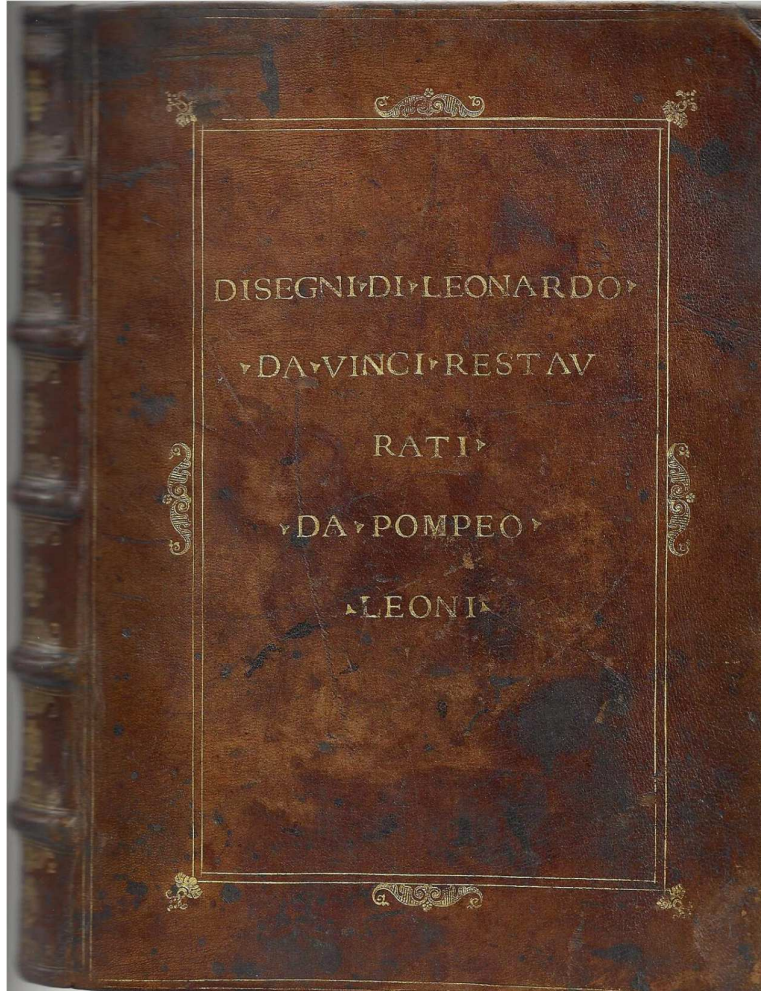 DISEGNI▸DI▸LEONARDO▸
▾DA▾VINCI▾RESTAV
RATI▸
▾DA▾POMPEO▾
▴LEONI▴